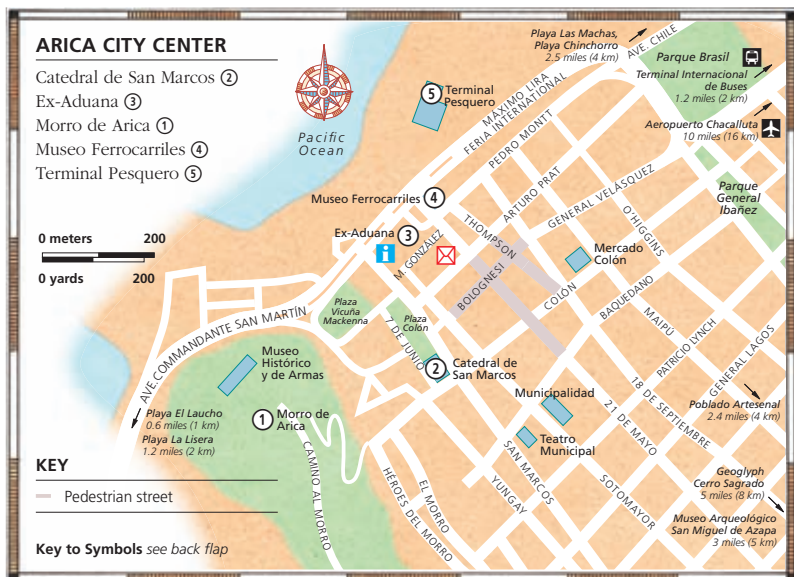 ARICA CITY CENTER
Catedral de San Marcos ②
Ex-Aduana ③
Morro de Arica ①
Museo Ferrocarriles ④
Terminal Pesquero ⑤
0 meters 200
0 yards 200
Pacific
Ocean
Playa Las Machas,
Playa Chinchorro
2.5 miles (4 km)
AVE. CHILE
Parque Brasil
Terminal Internacional
de Buses
1.2 miles (2 km)
Aeropuerto Chacalluta
10 miles (16 km)
⑤ Terminal
Pesquero
MÁXIMO LIRA
FERIA INTERNATIONAL
PEDRO MONTT
ARTURO PRAT
GENERAL VELÁSQUEZ
Parque
General
Ibañez
Museo Ferrocarriles ④
Ex-Aduana ③
i
M. GONZÁLEZ
THOMPSON
BOLOGNESI
COLÓN
O'HIGGINS
Mercado
Colón
BAQUEDANO
MAIPÚ
PATRICIO LYNCH
GENERAL LAGOS
Plaza
Vicuña
Mackenna
Plaza
Colón
7 DE JUNIO
AVE.COMMANDANTE SAN MARTÍN
Museo
Histórico
y de Armas
② Catedral de
San Marcos
Municipalidad
18 DE SEPTIEMBRE
21 DE MAYO
Poblado Artesenal
2.4 miles (4 km)
Playa El Laucho
0.6 miles (1 km)
Playa La Lisera
1.2 miles (2 km)
① Morro de
Arica
CAMINO AL MORRO
Teatro
Municipal
SAN MARCOS
YUNGAY
SOTOMAYOR
EL MORRO
HÉROES DEL MORRO
Geoglyph
Cerro Sagrado
5 miles (8 km)
Museo Arqueológico
San Miguel de Azapa
3 miles (5 km)
KEY
Pedestrian street
Key to Symbols see back flap